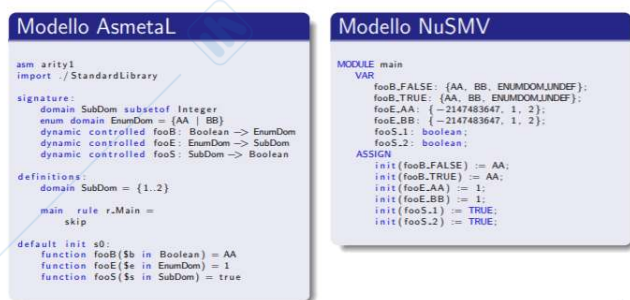 Modello AsmetaL
asm arity1
import ./StandardLibrary
signature:
domain SubDom subsetof Integer
enum domain EnumDom = {AA | BB}
dynamic controlled fooB: Boolean -> EnumDom
dynamic controlled fooE: EnumDom -> SubDom
dynamic controlled fooS: SubDom -> Boolean
definitions:
domain SubDom = {1..2}
main rule r_Main =
skip
default init s0:
function fooB($b in Boolean) = AA
function fooE($e in EnumDom) = 1
function fooS($s in SubDom) = true
Modello NuSMV
MODULE main
VAR
fooB_FALSE: {AA, BB, ENUMDOM_UNDEF};
fooB_TRUE: {AA, BB, ENUMDOM_UNDEF};
fooE_AA: {-2147483647, 1, 2};
fooE_BB: {-2147483647, 1, 2};
fooS_1: boolean;
fooS_2: boolean;
ASSIGN
init(fooB_FALSE) := AA;
init(fooB_TRUE) := AA;
init(fooE_AA) := 1;
init(fooE_BB) := 1;
init(fooS_1) := TRUE;
init(fooS_2) := TRUE;